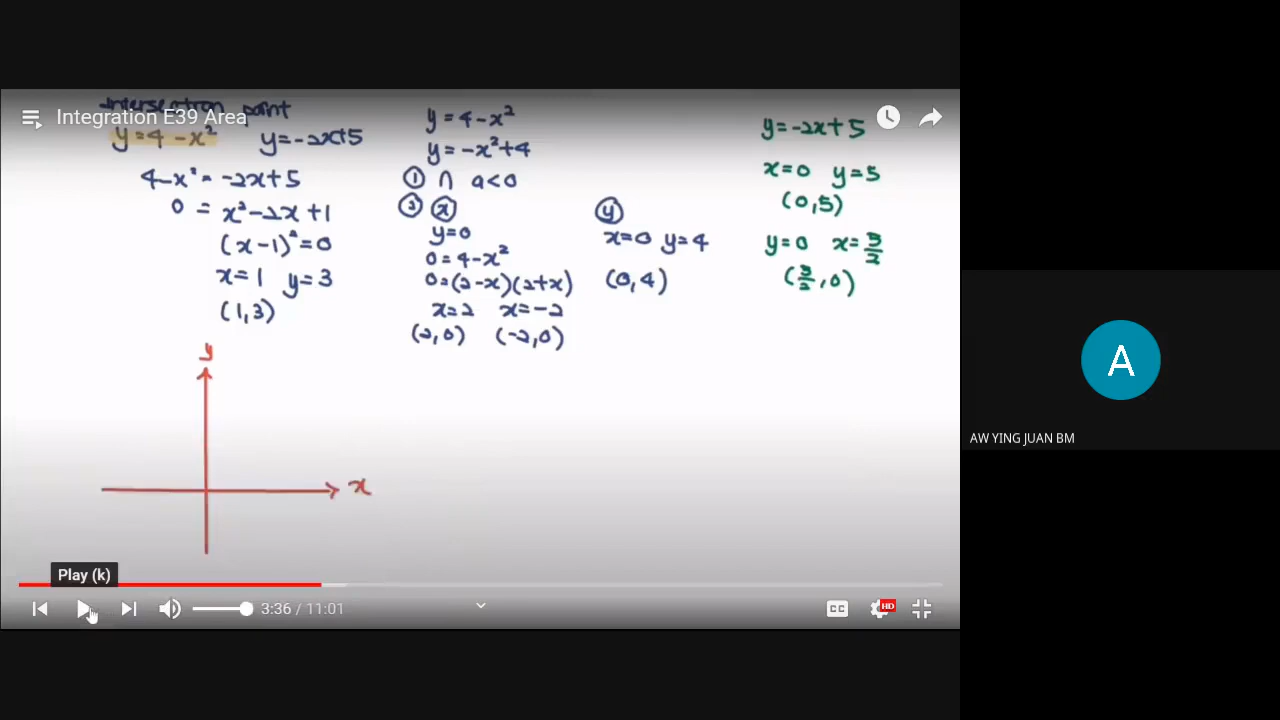 Integration E39 Area
intersection point
y=4-x² y=-2x+5
4-x²=-2x+5
0 = x²-2x+1
(x-1)²=0
x=1 y=3
(1,3)
y=4-x²
y=-x²+4
① ∩ a<0
② ⓧ
y=0
0=4-x²
0=(2-x)(2+x)
x=2 x=-2
(2,0) (-2,0)
ⓨ
x=0 y=4
(0,4)
y=-2x+5
x=0 y=5
(0,5)
y=0 x=5/2
(5/2,0)
y
x
Play (k)
3:36 / 11:01
CC
HD
A
AW YING JUAN BM